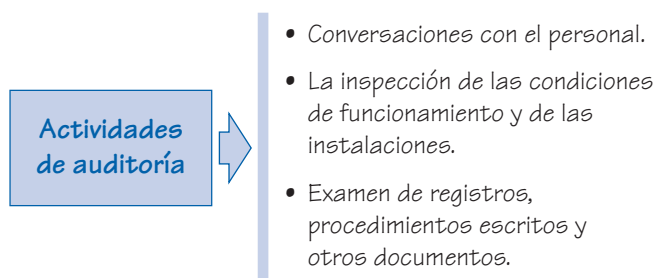 Actividades
de auditoría
• Conversaciones con el personal.
• La inspección de las condiciones
de funcionamiento y de las
instalaciones.
• Examen de registros,
procedimientos escritos y
otros documentos.